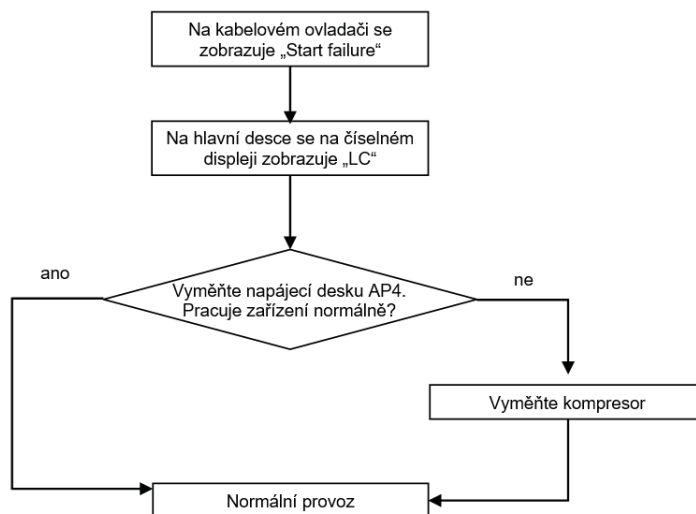 Na kabelovém ovladači se
zobrazuje „Start failure“
Na hlavní desce se na číselném
displeji zobrazuje „LC“
ano
Vyměňte napájecí desku AP4.
Pracuje zařízení normálně?
ne
Vyměňte kompresor
Normální provoz